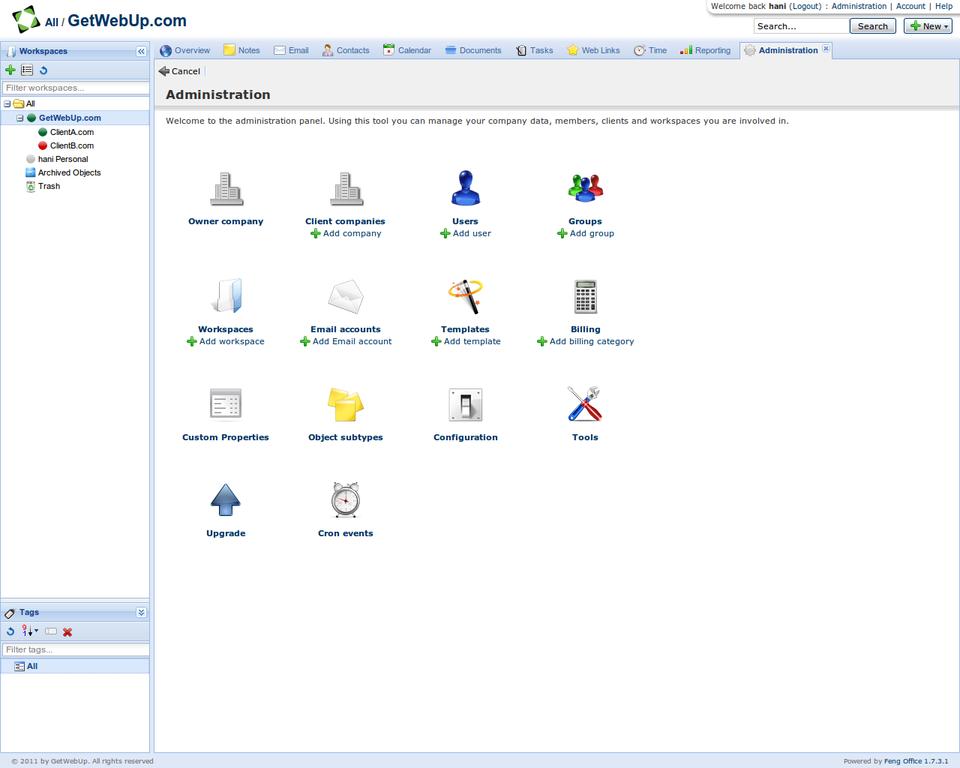 Welcome back hani (Logout) : Administration | Account | Help
All / GetWebUp.com
Search...
Search
New
Workspaces
Filter workspaces...
All
GetWebUp.com
ClientA.com
ClientB.com
hani Personal
Archived Objects
Trash
Overview
Notes
Email
Contacts
Calendar
Documents
Tasks
Web Links
Time
Reporting
Administration
Cancel
Administration
Welcome to the administration panel. Using this tool you can manage your company data, members, clients and workspaces you are involved in.
Owner company
Client companies
Add company
Users
Add user
Groups
Add group
Workspaces
Add workspace
Email accounts
Add Email account
Templates
Add template
Billing
Add billing category
Custom Properties
Object subtypes
Configuration
Tools
Upgrade
Cron events
Tags
Filter tags...
All
© 2011 by GetWebUp. All rights reserved
Powered by Feng Office 1.7.3.1